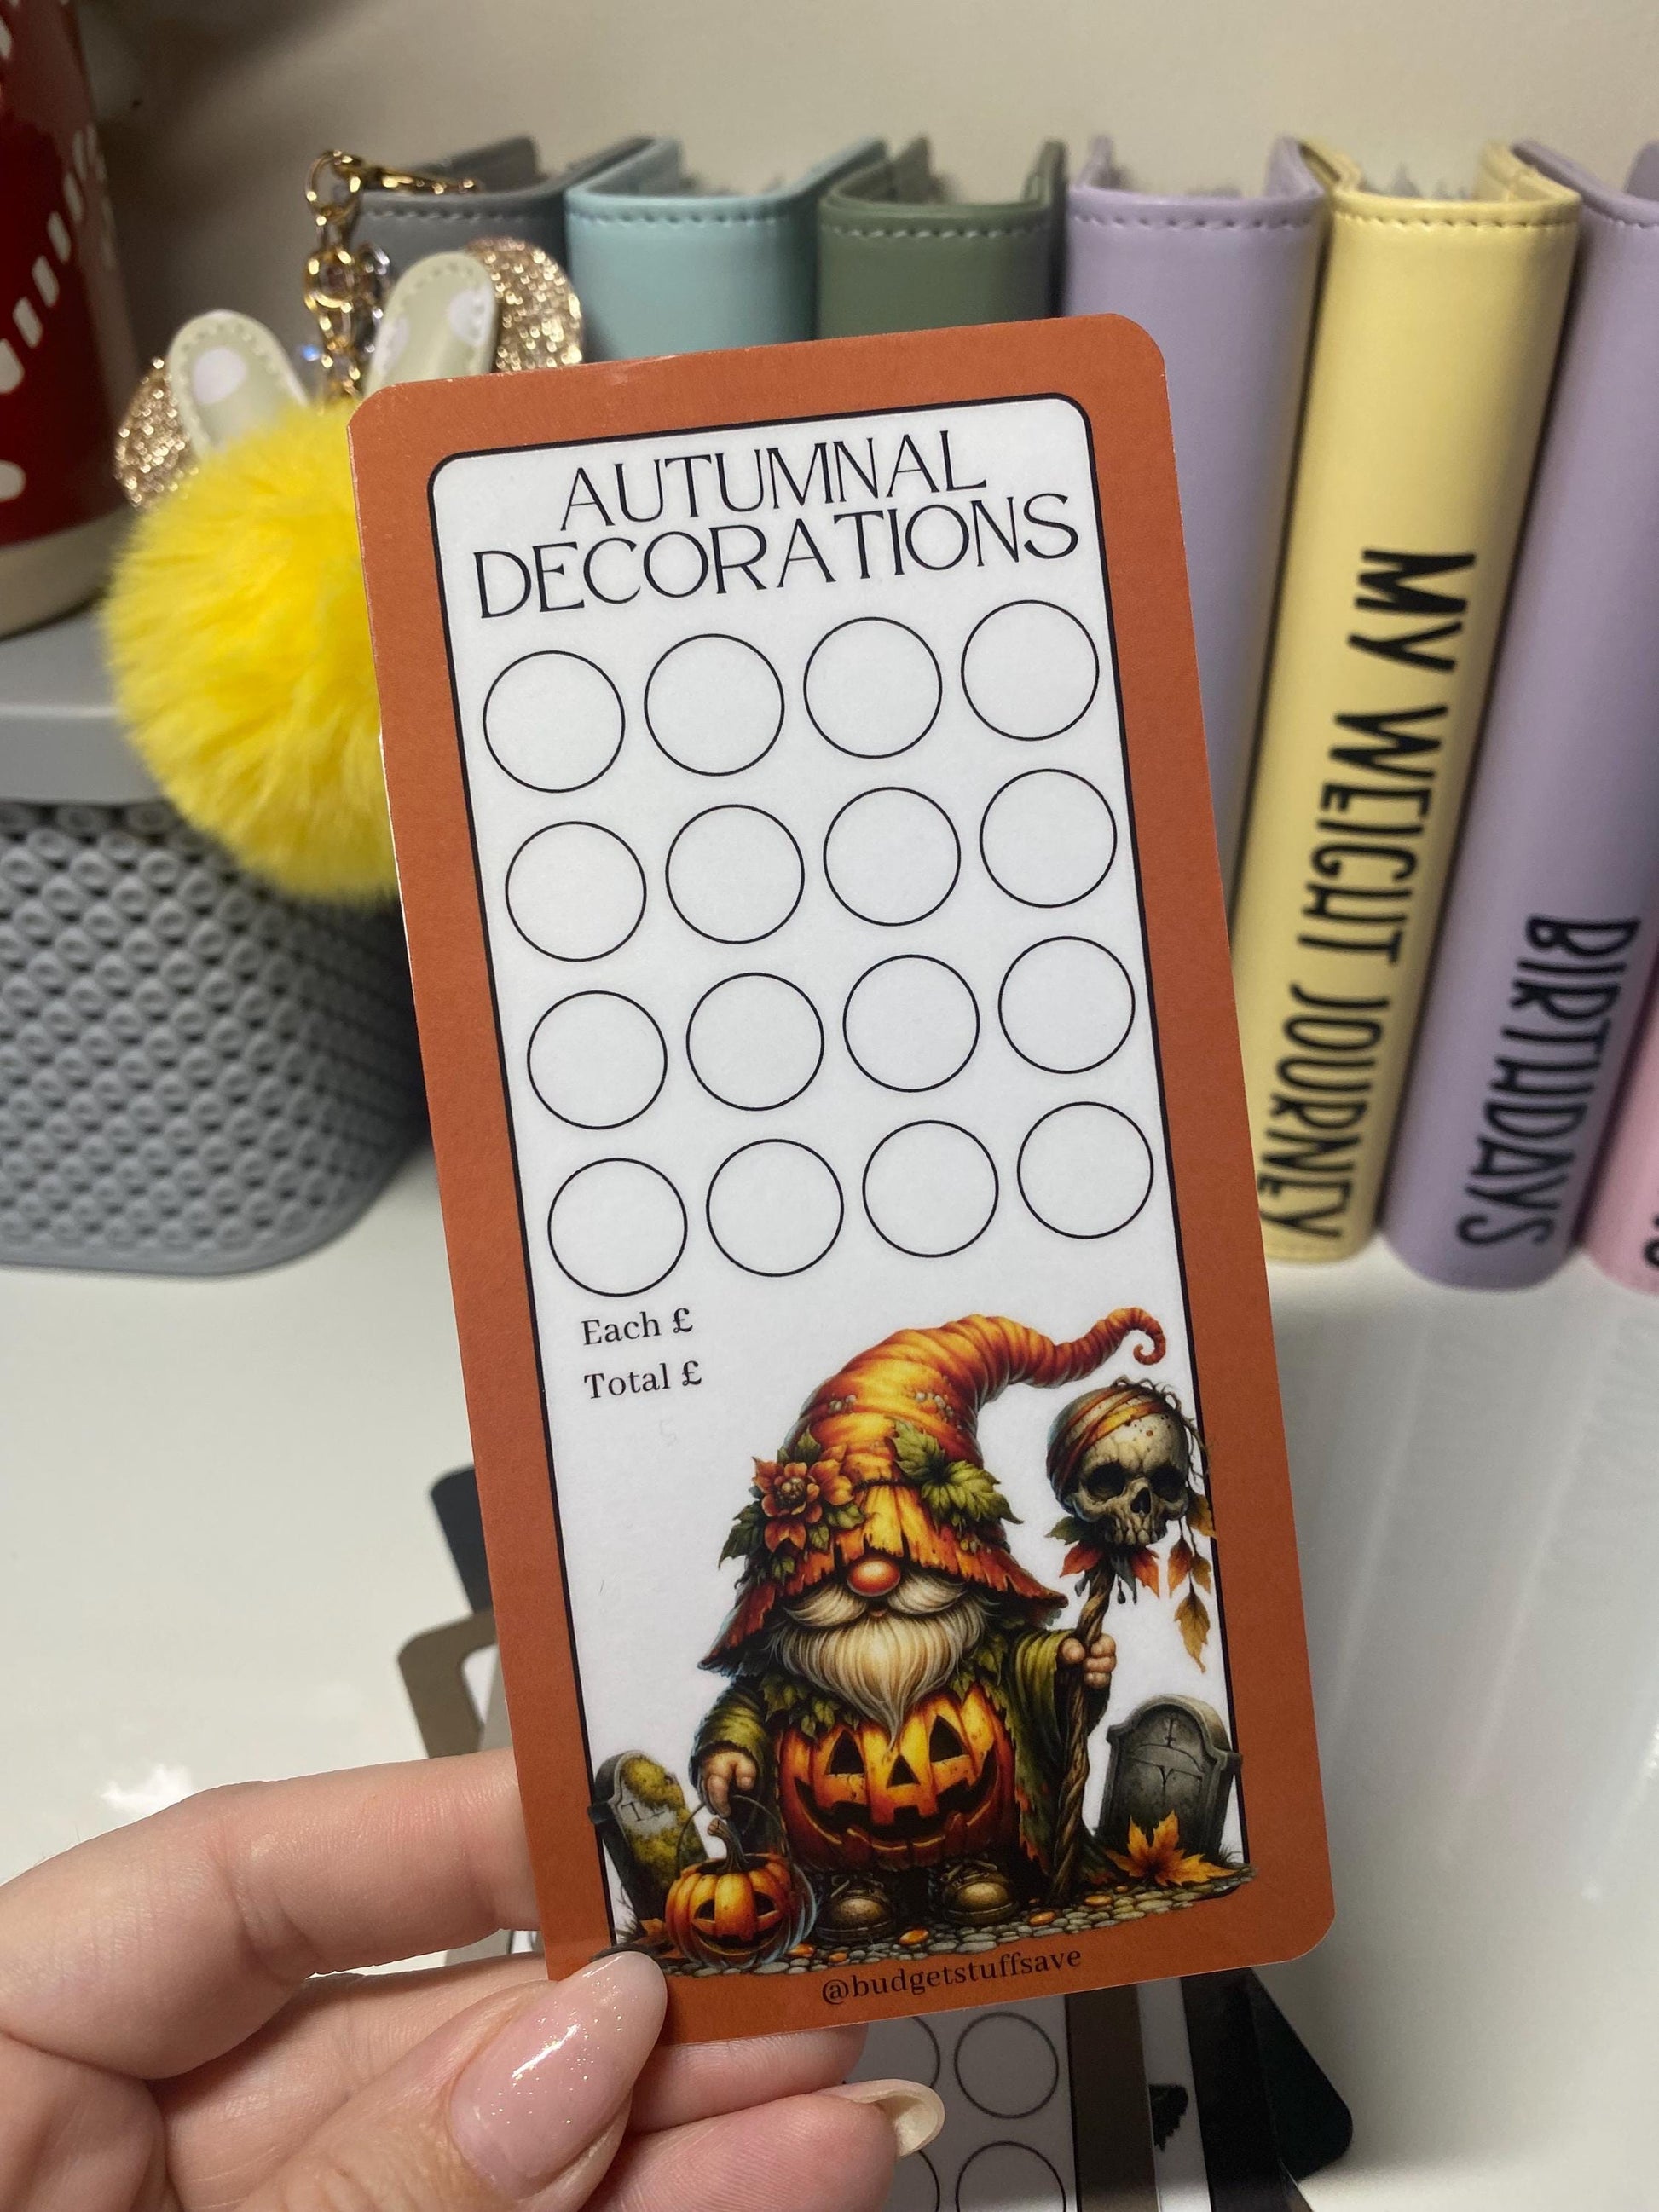 AUTUMNAL
DECORATIONS
Each £
Total £
@budgetstuffsave
MY WEIGHT JOURNEY
BIRTHDAYS